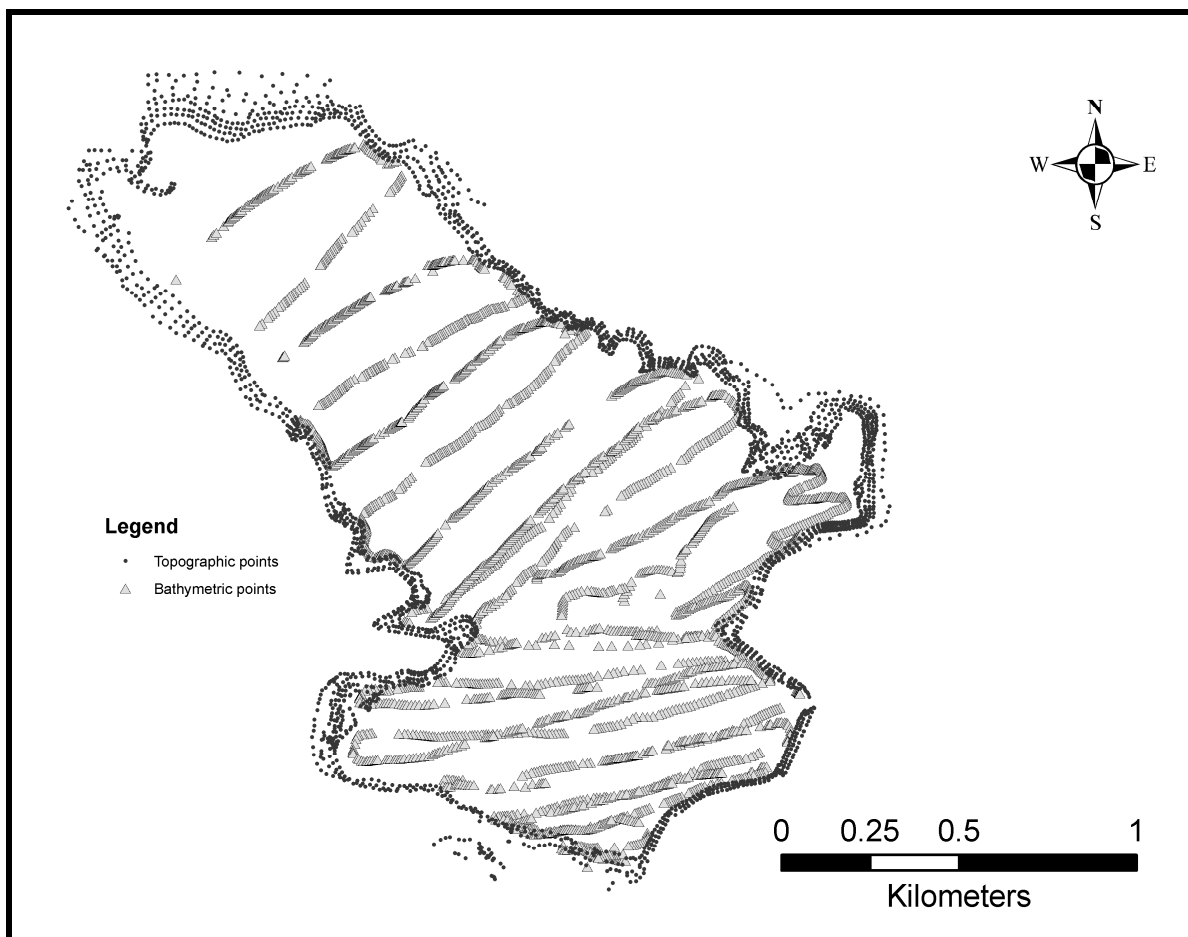 N
W E
S
Legend
Topographic points
Bathymetric points
0 0.25 0.5 1
Kilometers